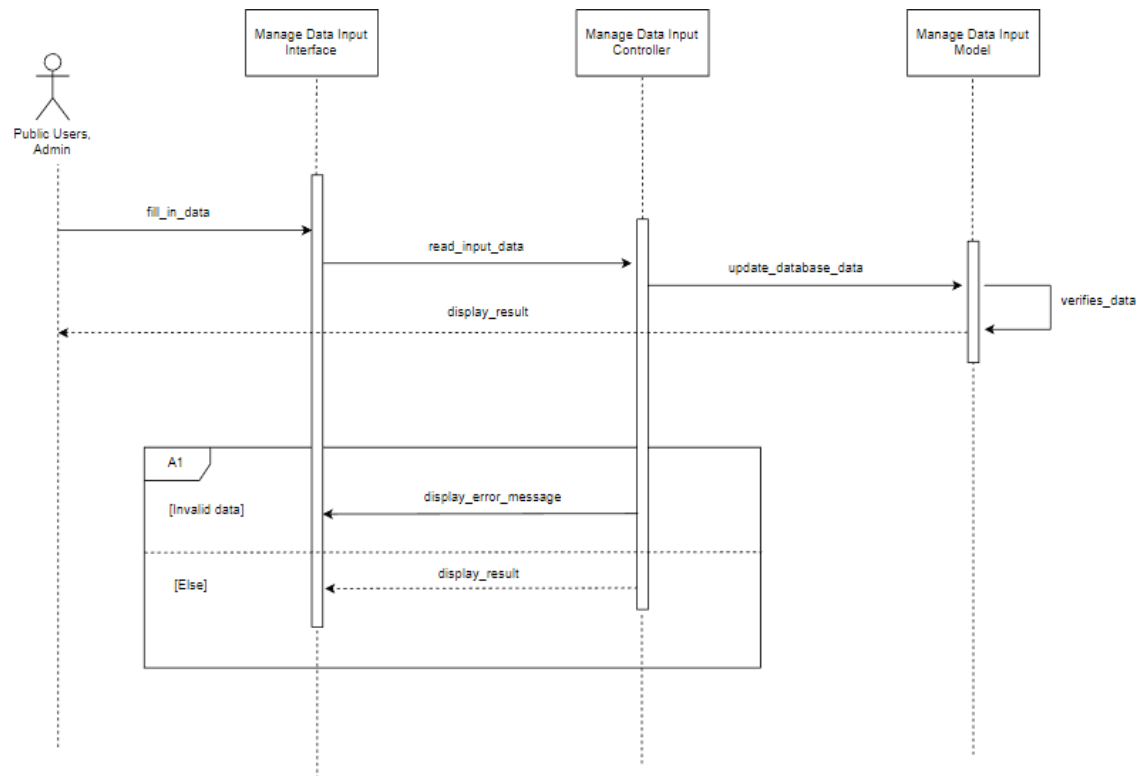 Manage Data Input
Interface
Manage Data Input
Controller
Manage Data Input
Model
Public Users,
Admin
fill_in_data
read_input_data
update_database_data
verifies_data
display_result
A1
[Invalid data]
display_error_message
[Else]
display_result